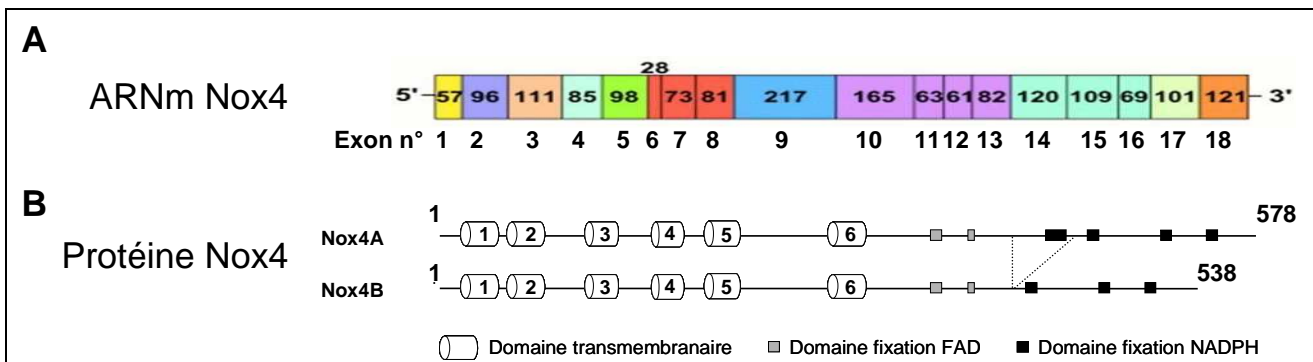 A
ARNm Nox4
28
5' 57 96 111 85 98 73 81 217 165 63 61 82 120 109 69 101 121 3'
Exon n° 1 2 3 4 5 6 7 8 9 10 11 12 13 14 15 16 17 18
B
Protéine Nox4
1 578
Nox4A 1 2 3 4 5 6
1 538
Nox4B 1 2 3 4 5 6
Domaine transmembranaire Domaine fixation FAD Domaine fixation NADPH